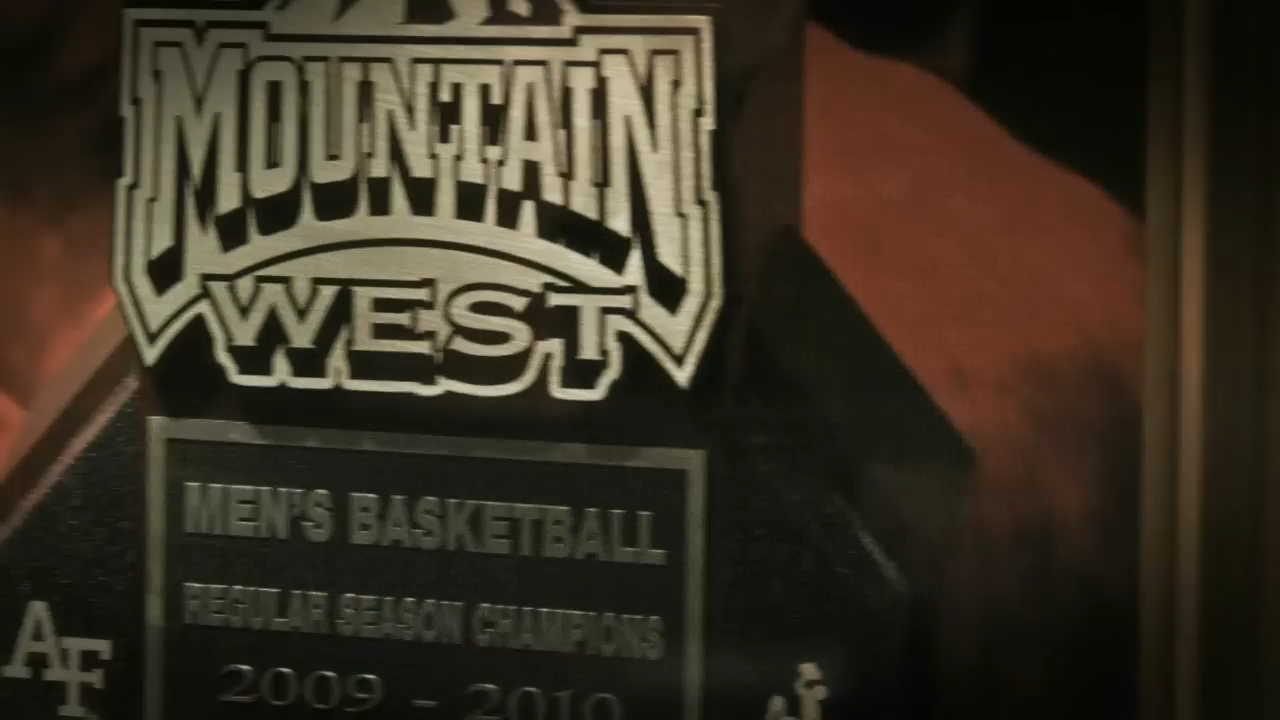 MOUNTAIN
WEST
MEN'S BASKETBALL
REGULAR SEASON CHAMPIONS
AF
2009 - 2010